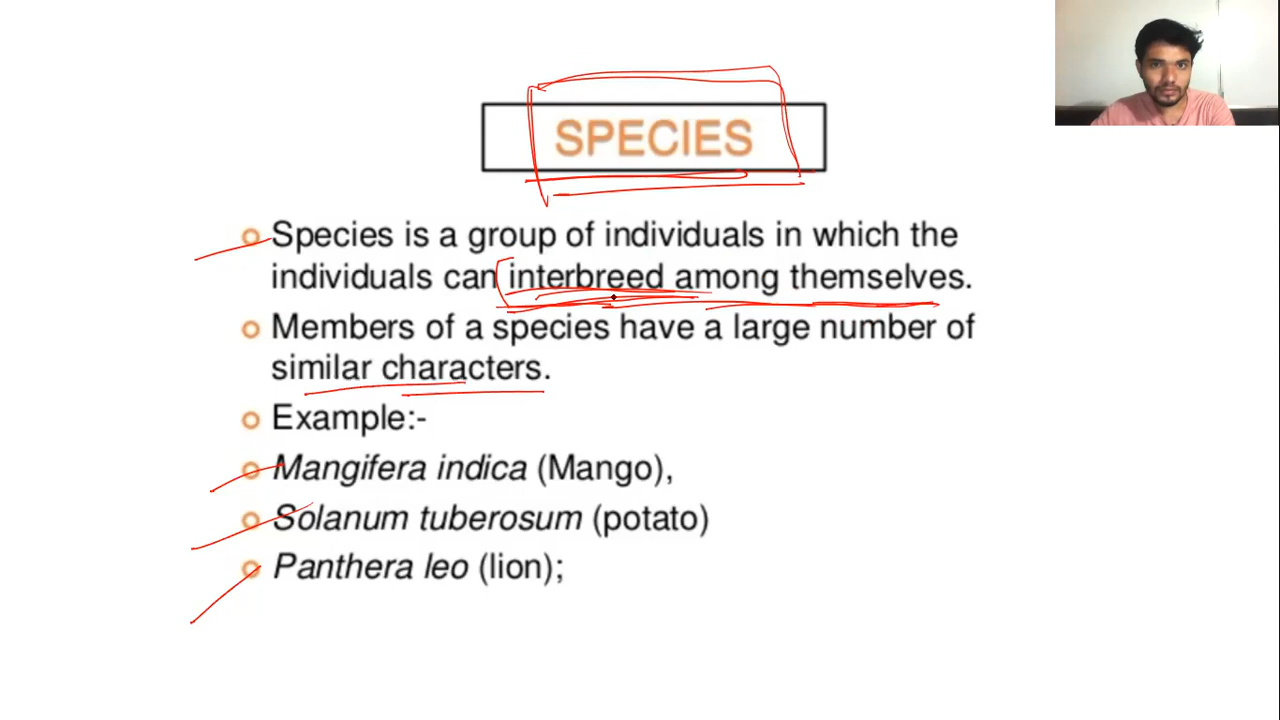 SPECIES
Species is a group of individuals in which the
individuals can interbreed among themselves.
Members of a species have a large number of
similar characters.
Example:-
Mangifera indica (Mango),
Solanum tuberosum (potato)
Panthera leo (lion);